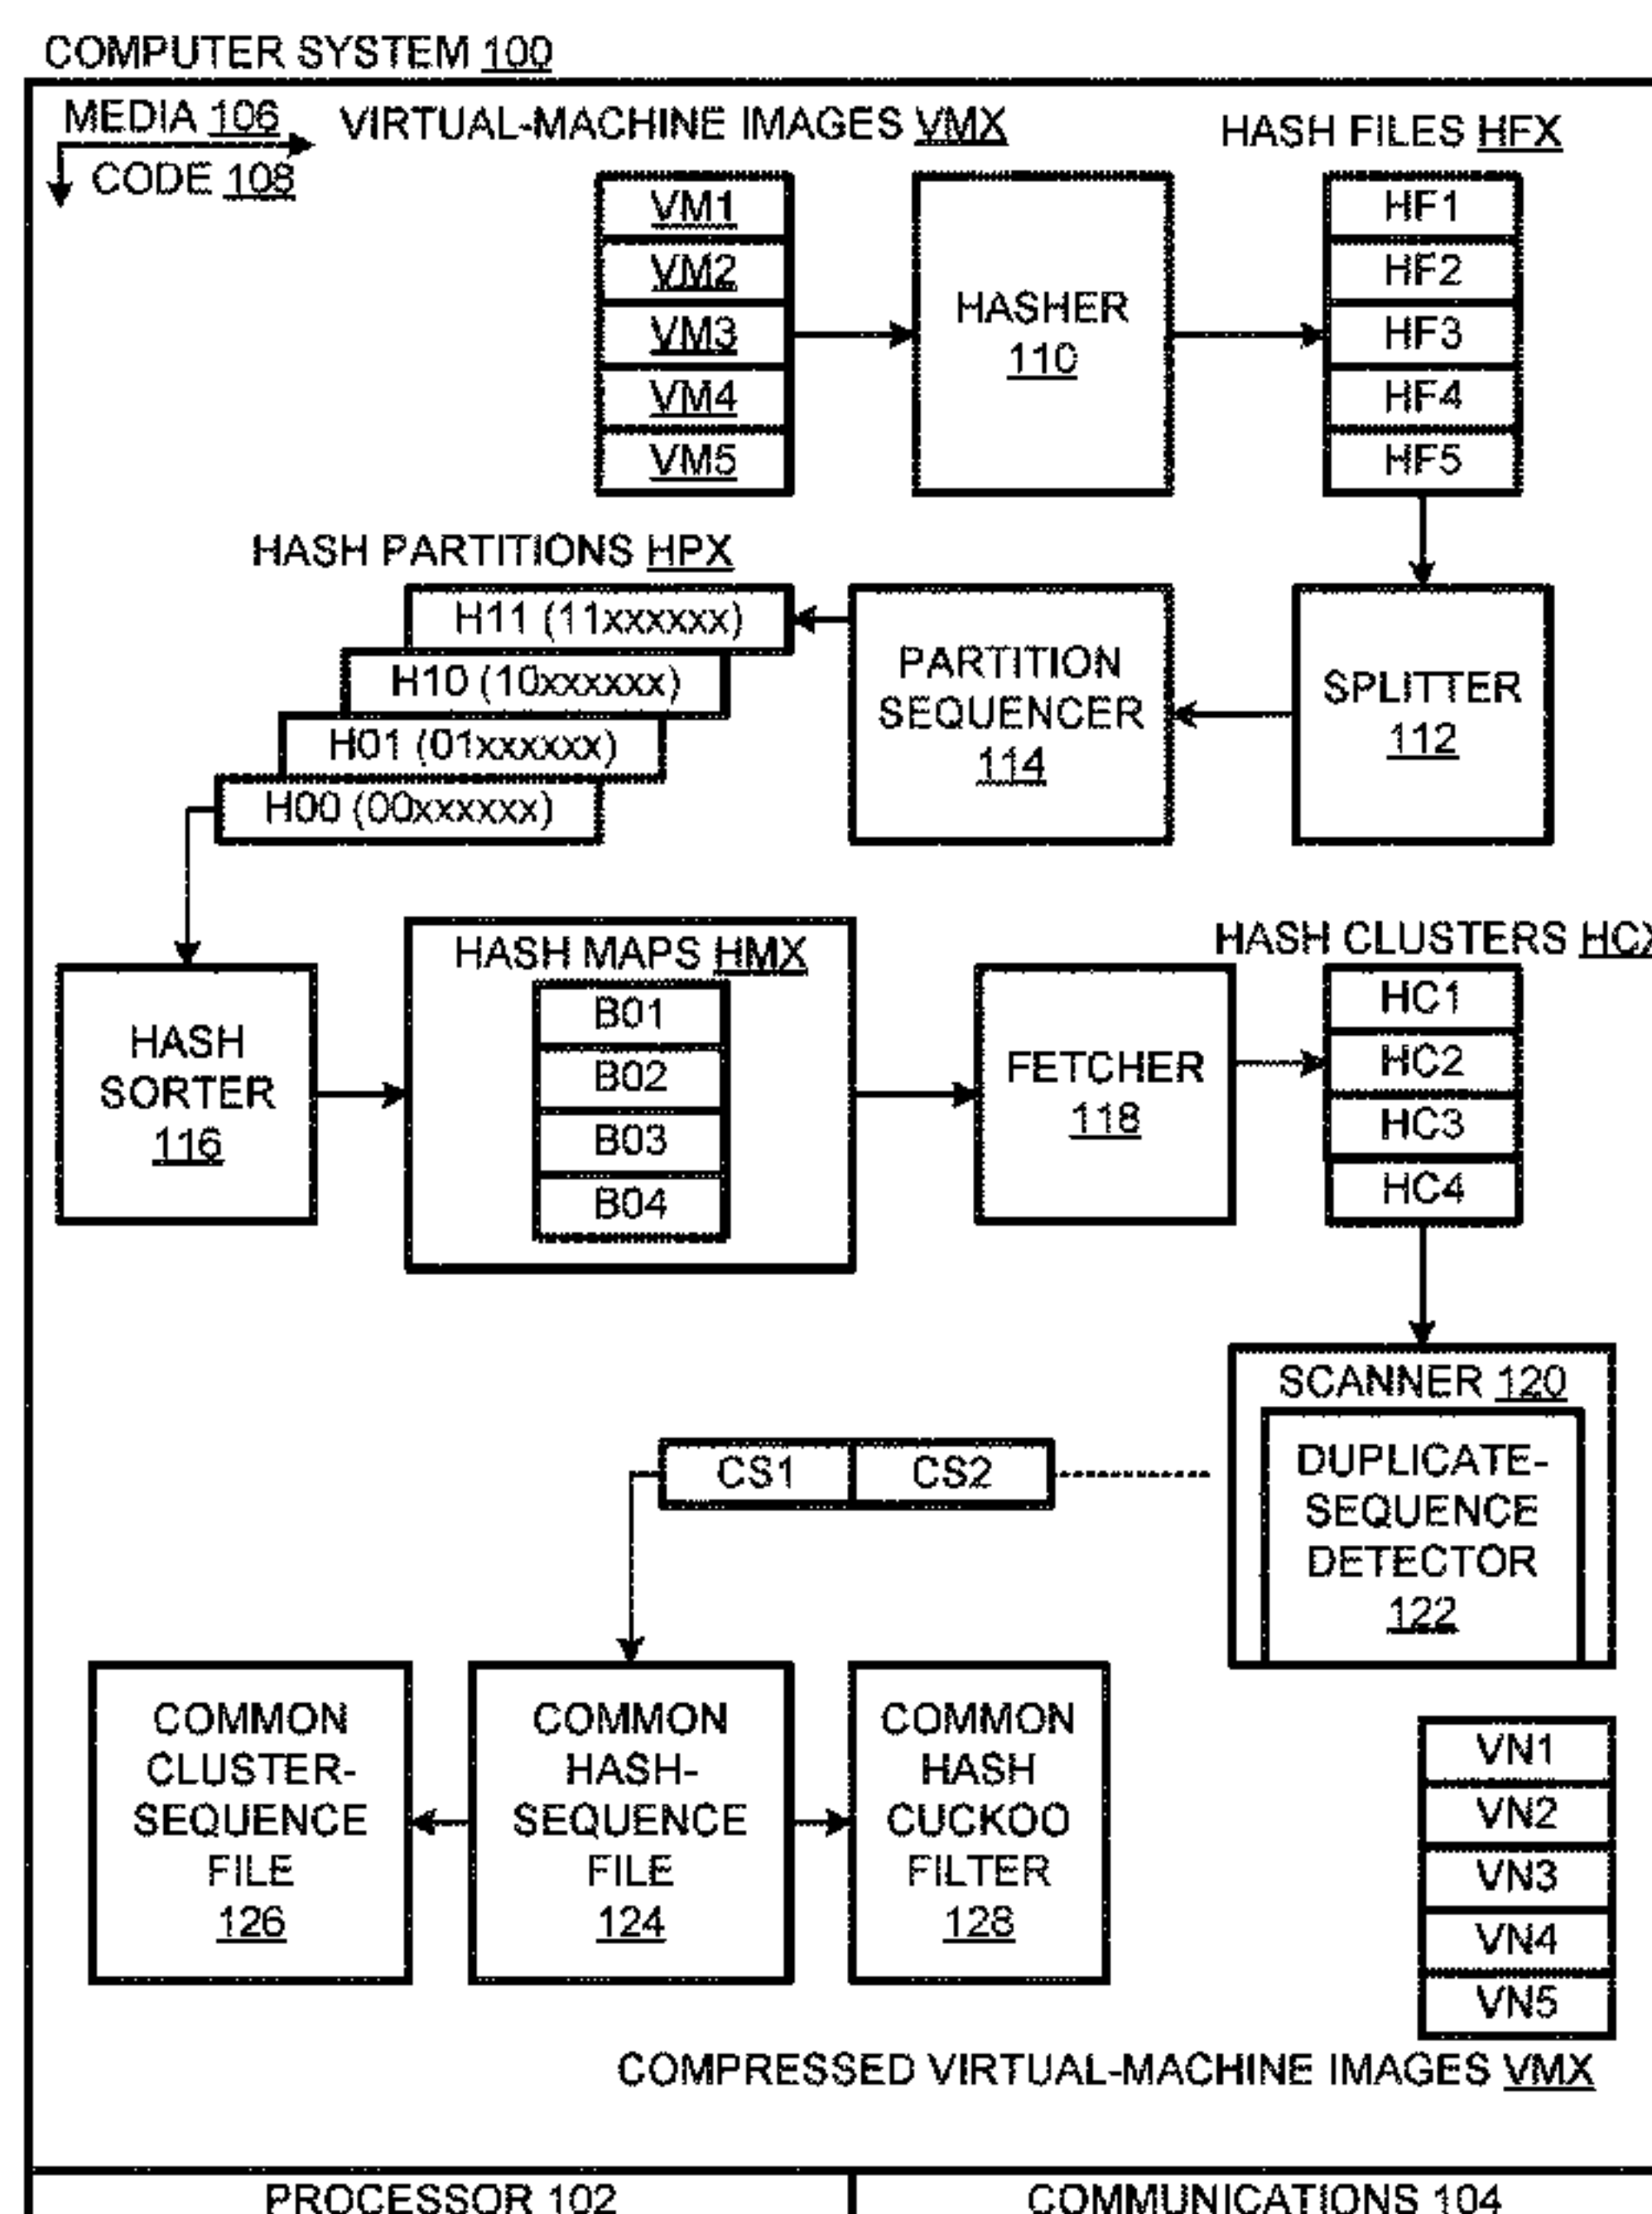 COMPUTER SYSTEM 100
MEDIA 106
CODE 108
VIRTUAL-MACHINE IMAGES VMX
HASH FILES HFX
VM1
VM2
VM3
VM4
VM5
HASHER
110
HF1
HF2
HF3
HF4
HF5
HASH PARTITIONS HPX
H11 (11xxxxxx)
H10 (10xxxxxx)
H01 (01xxxxxx)
H00 (00xxxxxx)
PARTITION
SEQUENCER
114
SPLITTER
112
HASH
SORTER
116
HASH MAPS HMX
B01
B02
B03
B04
FETCHER
118
HASH CLUSTERS HCX
HC1
HC2
HC3
HC4
SCANNER 120
DUPLICATE-
SEQUENCE
DETECTOR
122
CS1
CS2
COMMON
CLUSTER-
SEQUENCE
FILE
126
COMMON
HASH-
SEQUENCE
FILE
124
COMMON
HASH
CUCKOO
FILTER
128
VN1
VN2
VN3
VN4
VN5
COMPRESSED VIRTUAL-MACHINE IMAGES VMX
PROCESSOR 102
COMMUNICATIONS 104